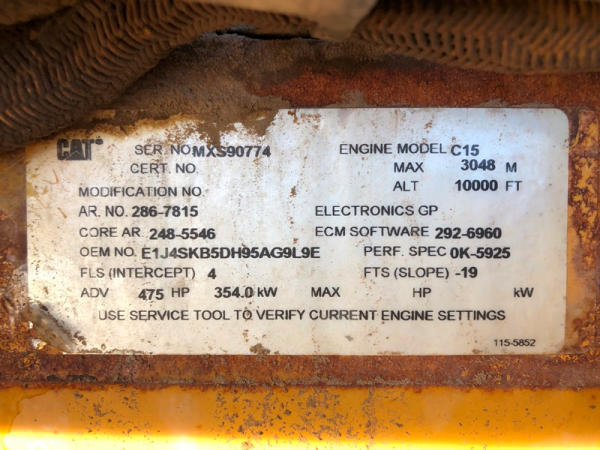 CAT SER. NO MXS90774 ENGINE MODEL C15
CERT. NO. MAX 3048 M
MODIFICATION NO. ALT 10000 FT
AR. NO. 286-7815 ELECTRONICS GP
CORE AR. 248-5546 ECM SOFTWARE 292-6960
OEM NO. E1J4SKB5DH95AG9L9E PERF. SPEC 0K-5925
FLS (INTERCEPT) 4 FTS (SLOPE) -19
ADV 475 HP 354.0 kW MAX HP kW
USE SERVICE TOOL TO VERIFY CURRENT ENGINE SETTINGS
115-5852